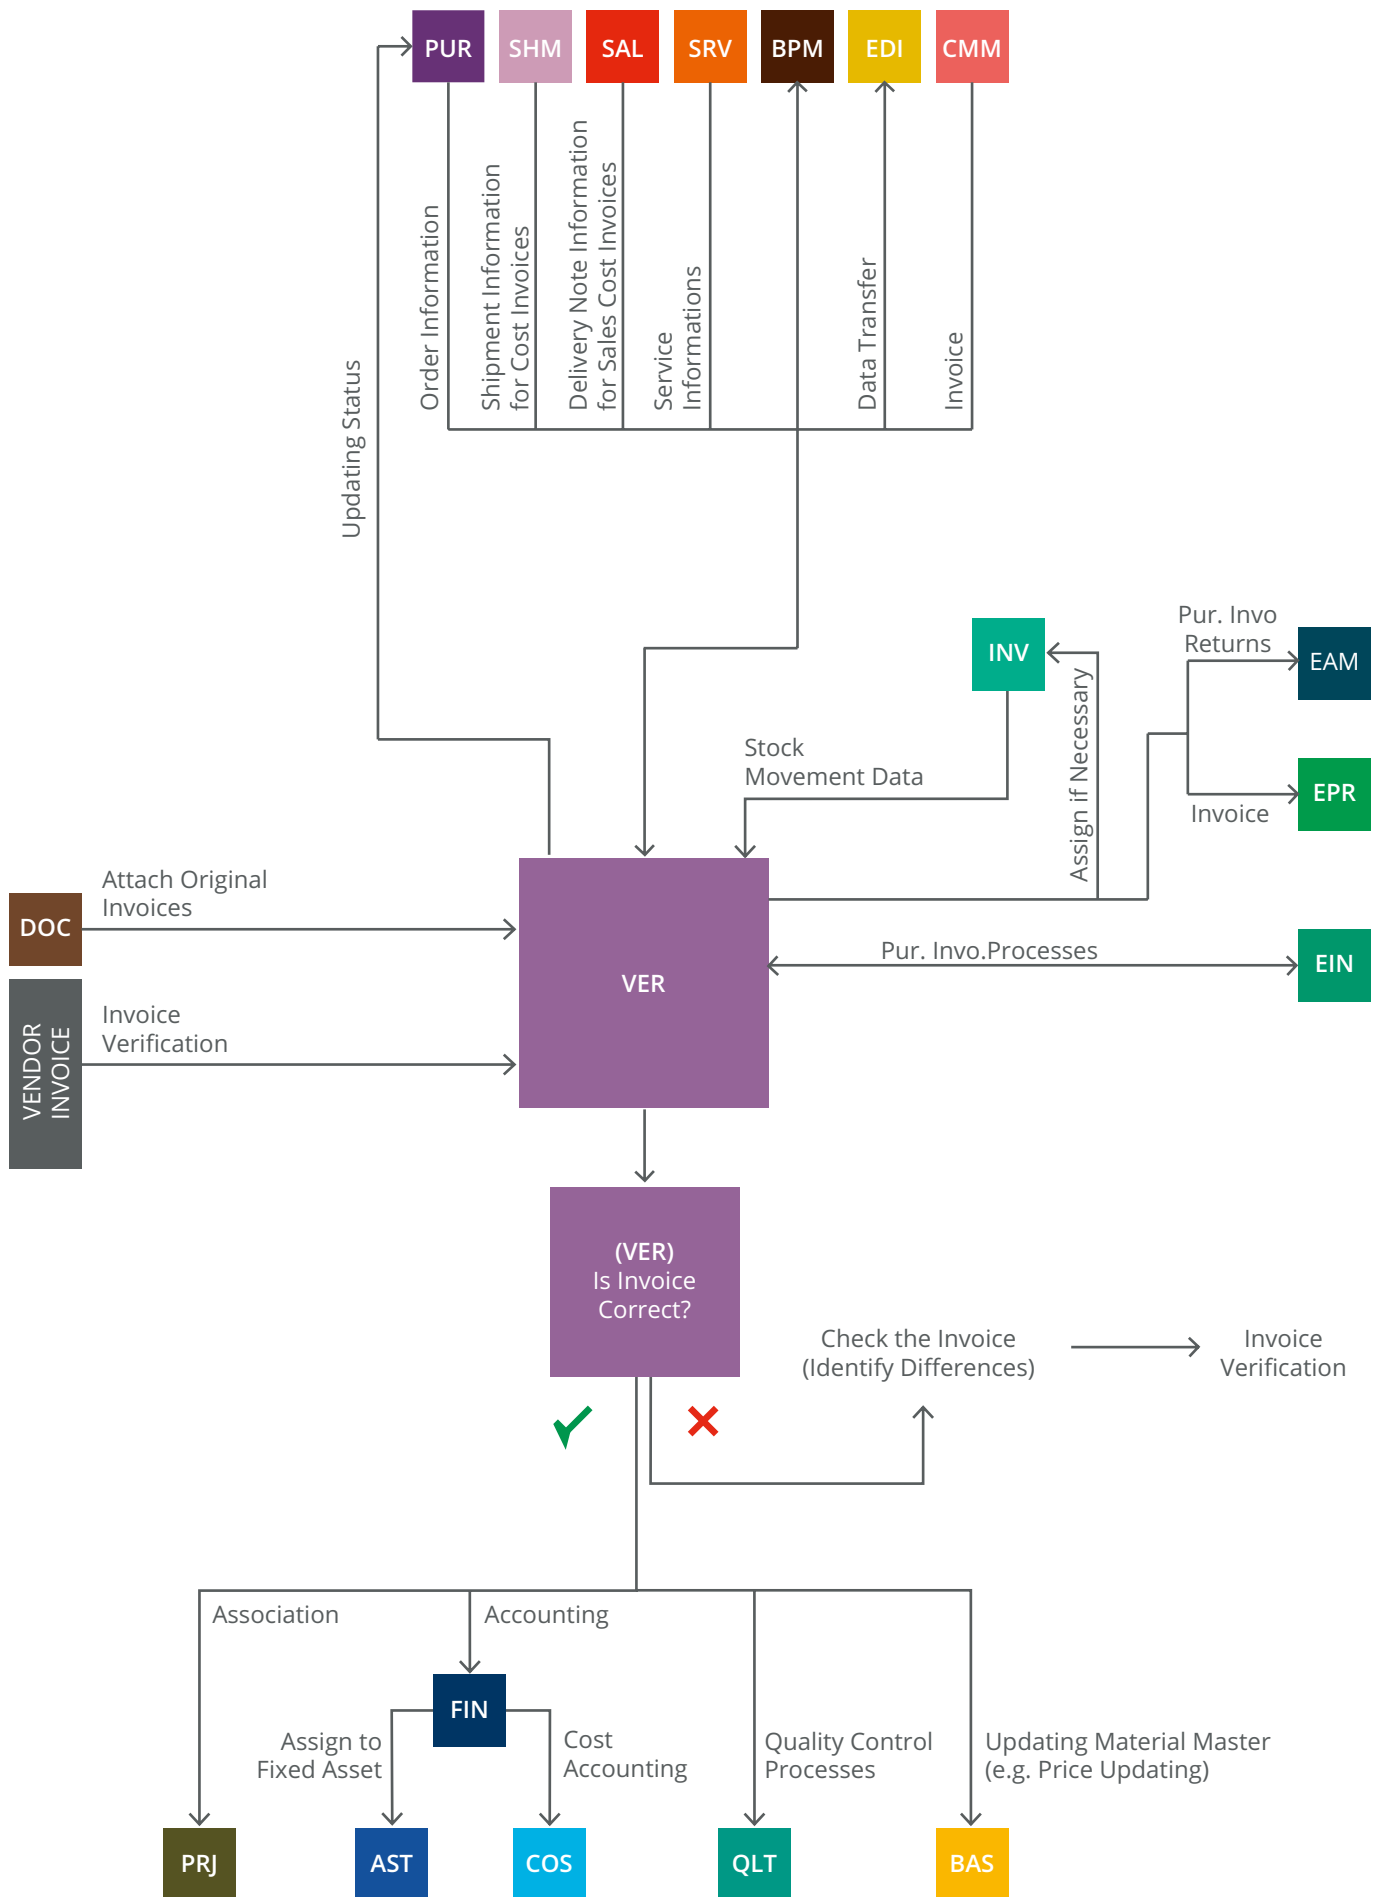 PUR
SHM
SAL
SRV
BPM
EDI
CMM
Updating Status
Order Information
Shipment Information
for Cost Invoices
Delivery Note Information
for Sales Cost Invoices
Service
Informations
Data Transfer
Invoice
INV
Pur. Invo
Returns
EAM
Assign if Necessary
Stock
Movement Data
EPR
Invoice
Attach Original
Invoices
DOC
VER
Pur. Invo.Processes
EIN
VENDOR
INVOICE
Invoice
Verification
(VER)
Is Invoice
Correct?
Check the Invoice
(Identify Differences)
Invoice
Verification
Association
Accounting
FIN
Assign to
Fixed Asset
Cost
Accounting
Quality Control
Processes
Updating Material Master
(e.g. Price Updating)
PRJ
AST
COS
QLT
BAS